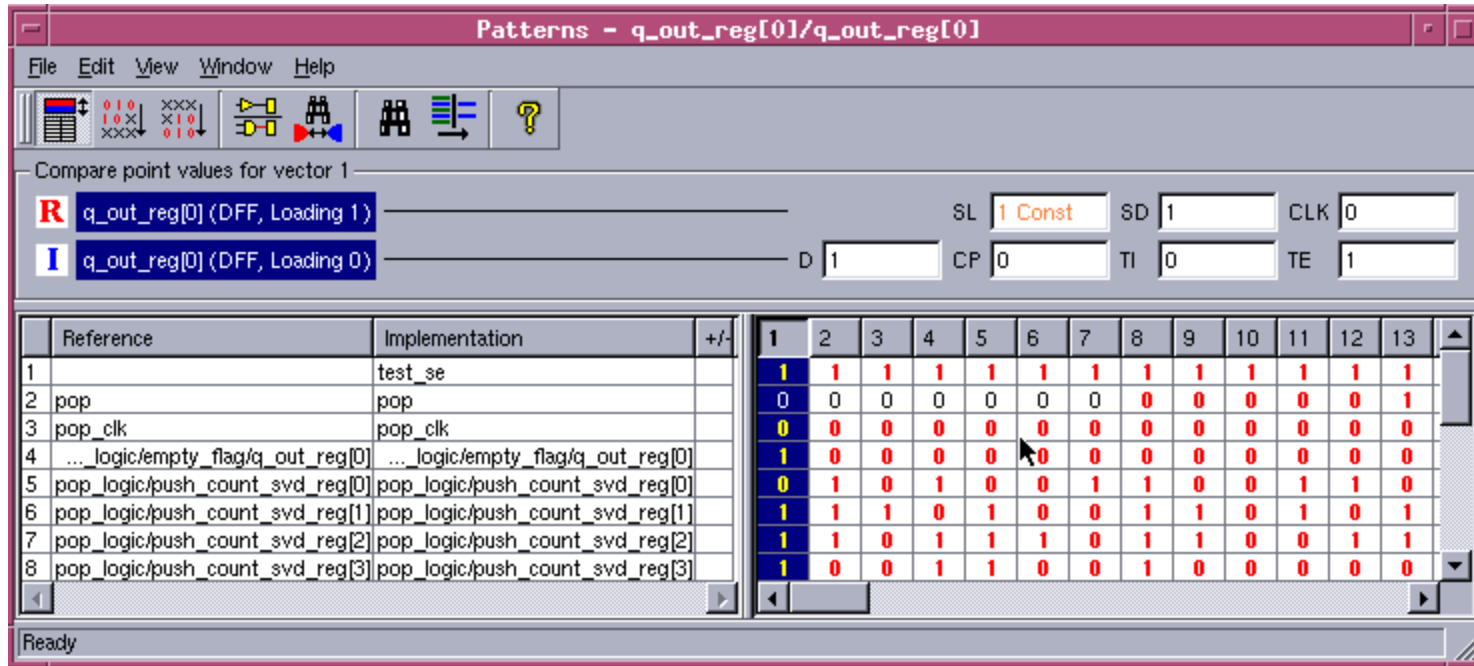 Patterns - q_out_reg[0]/q_out_reg[0]
File Edit View Window Help
Compare point values for vector 1
R q_out_reg[0] (DFF, Loading 1) SL 1 Const SD 1 CLK 0
I q_out_reg[0] (DFF, Loading 0) D 1 CP 0 TI 0 TE 1
Reference Implementation +/- 1 2 3 4 5 6 7 8 9 10 11 12 13
1 test_se 1 1 1 1 1 1 1 1 1 1 1 1 1
2 pop pop 0 0 0 0 0 0 0 0 0 0 0 0 1
3 pop_clk pop_clk 0 0 0 0 0 0 0 0 0 0 0 0 0
4 ..._logic/empty_flag/q_out_reg[0] ..._logic/empty_flag/q_out_reg[0] 1 0 0 0 0 0 0 0 0 0 0 0 0
5 pop_logic/push_count_svd_reg[0] pop_logic/push_count_svd_reg[0] 0 1 0 1 0 0 1 1 0 0 1 1 0
6 pop_logic/push_count_svd_reg[1] pop_logic/push_count_svd_reg[1] 1 1 1 0 1 0 0 1 1 0 1 0 1
7 pop_logic/push_count_svd_reg[2] pop_logic/push_count_svd_reg[2] 1 1 0 1 1 1 0 1 1 0 0 1 1
8 pop_logic/push_count_svd_reg[3] pop_logic/push_count_svd_reg[3] 1 0 0 1 1 0 0 1 0 0 0 0 0
Ready